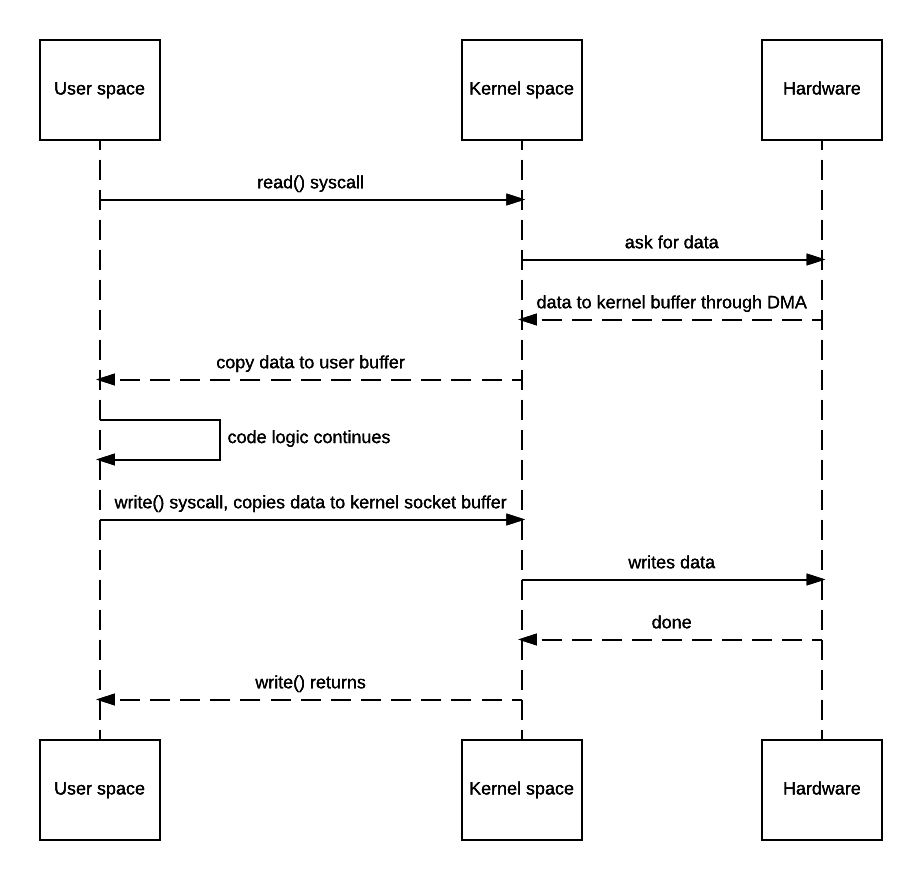 User space
Kernel space
Hardware
read() syscall
ask for data
data to kernel buffer through DMA
copy data to user buffer
code logic continues
write() syscall, copies data to kernel socket buffer
writes data
done
write() returns
User space
Kernel space
Hardware